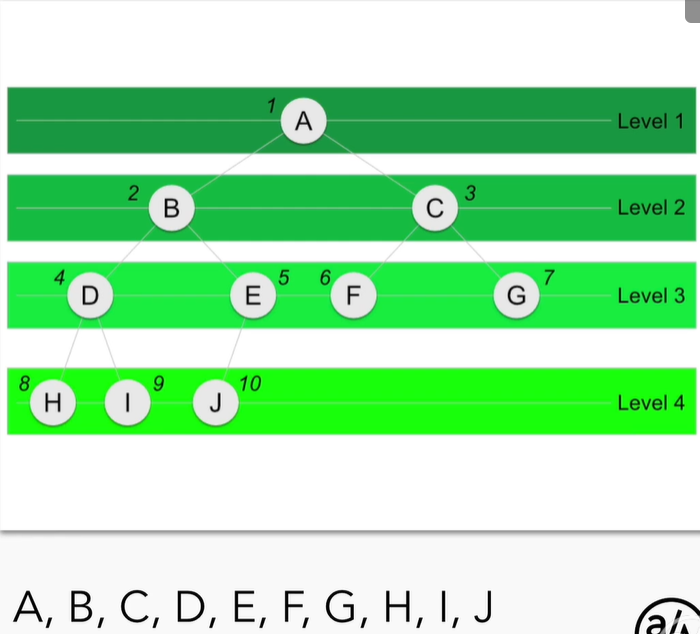 1 A Level 1
2 B C 3 Level 2
4 D E 5 6 F G 7 Level 3
8 H I 9 J 10 Level 4
A, B, C, D, E, F, G, H, I, J